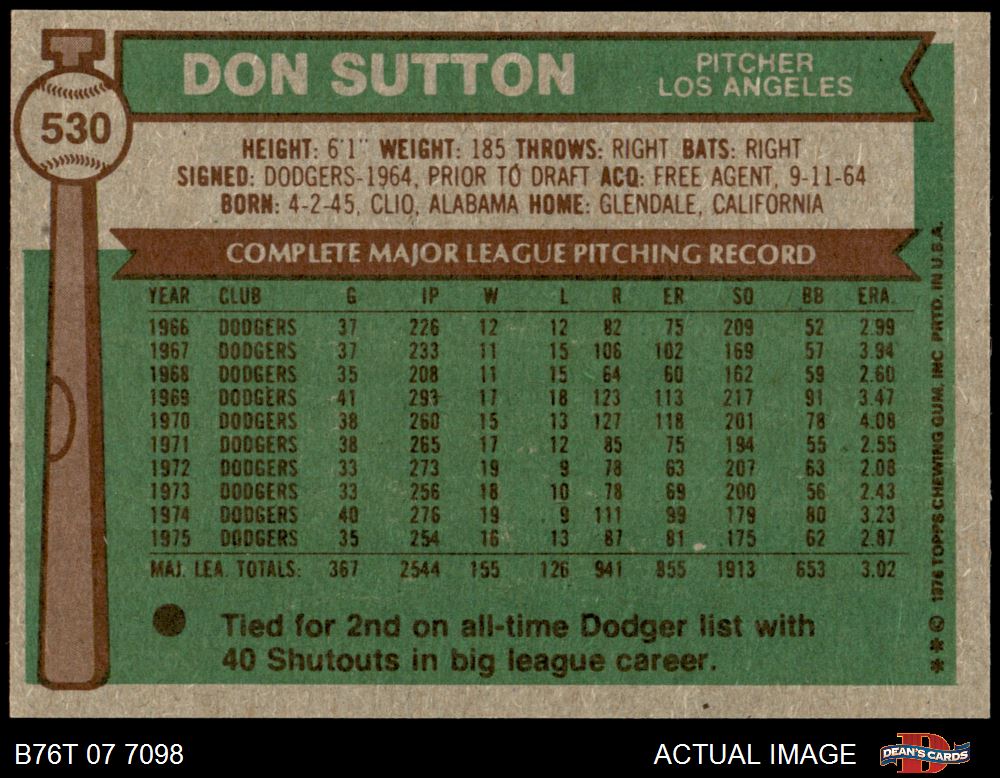 530
DON SUTTON
PITCHER
LOS ANGELES
HEIGHT: 6'1" WEIGHT: 185 THROWS: RIGHT BATS: RIGHT
SIGNED: DODGERS-1964, PRIOR TO DRAFT ACQ: FREE AGENT, 9-11-64
BORN: 4-2-45, CLIO, ALABAMA HOME: GLENDALE, CALIFORNIA
COMPLETE MAJOR LEAGUE PITCHING RECORD
YEAR CLUB G IP W L R ER SO BB ERA
1966 DODGERS 37 226 12 12 82 75 209 52 2.99
1967 DODGERS 37 233 11 15 106 102 169 57 3.94
1968 DODGERS 35 208 11 15 64 60 162 59 2.60
1969 DODGERS 41 293 17 18 123 113 217 91 3.47
1970 DODGERS 38 260 15 13 127 118 201 78 4.08
1971 DODGERS 38 265 17 12 85 75 194 55 2.55
1972 DODGERS 33 273 19 9 78 63 207 63 2.08
1973 DODGERS 33 256 18 10 78 69 200 56 2.43
1974 DODGERS 40 276 19 9 111 99 179 80 3.23
1975 DODGERS 35 254 16 13 87 81 175 62 2.87
MAJ. LEA. TOTALS: 367 2544 155 126 941 855 1913 653 3.02
Tied for 2nd on all-time Dodger list with
40 Shutouts in big league career.
*** © 1976 TOPPS CHEWING GUM, INC PRTD. IN U.S.A.
B76T 07 7098
ACTUAL IMAGE
DEAN'S CARDS